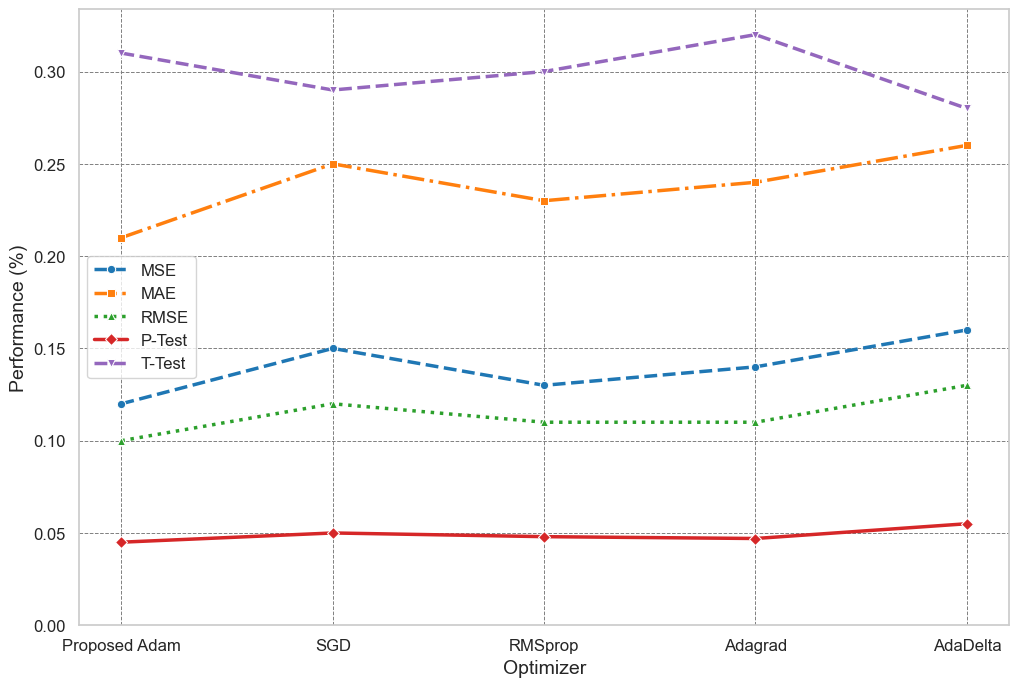 Performance (%)
0.30
0.25
0.20
0.15
0.10
0.05
0.00
MSE
MAE
RMSE
P-Test
T-Test
Proposed Adam SGD RMSprop Adagrad AdaDelta
Optimizer